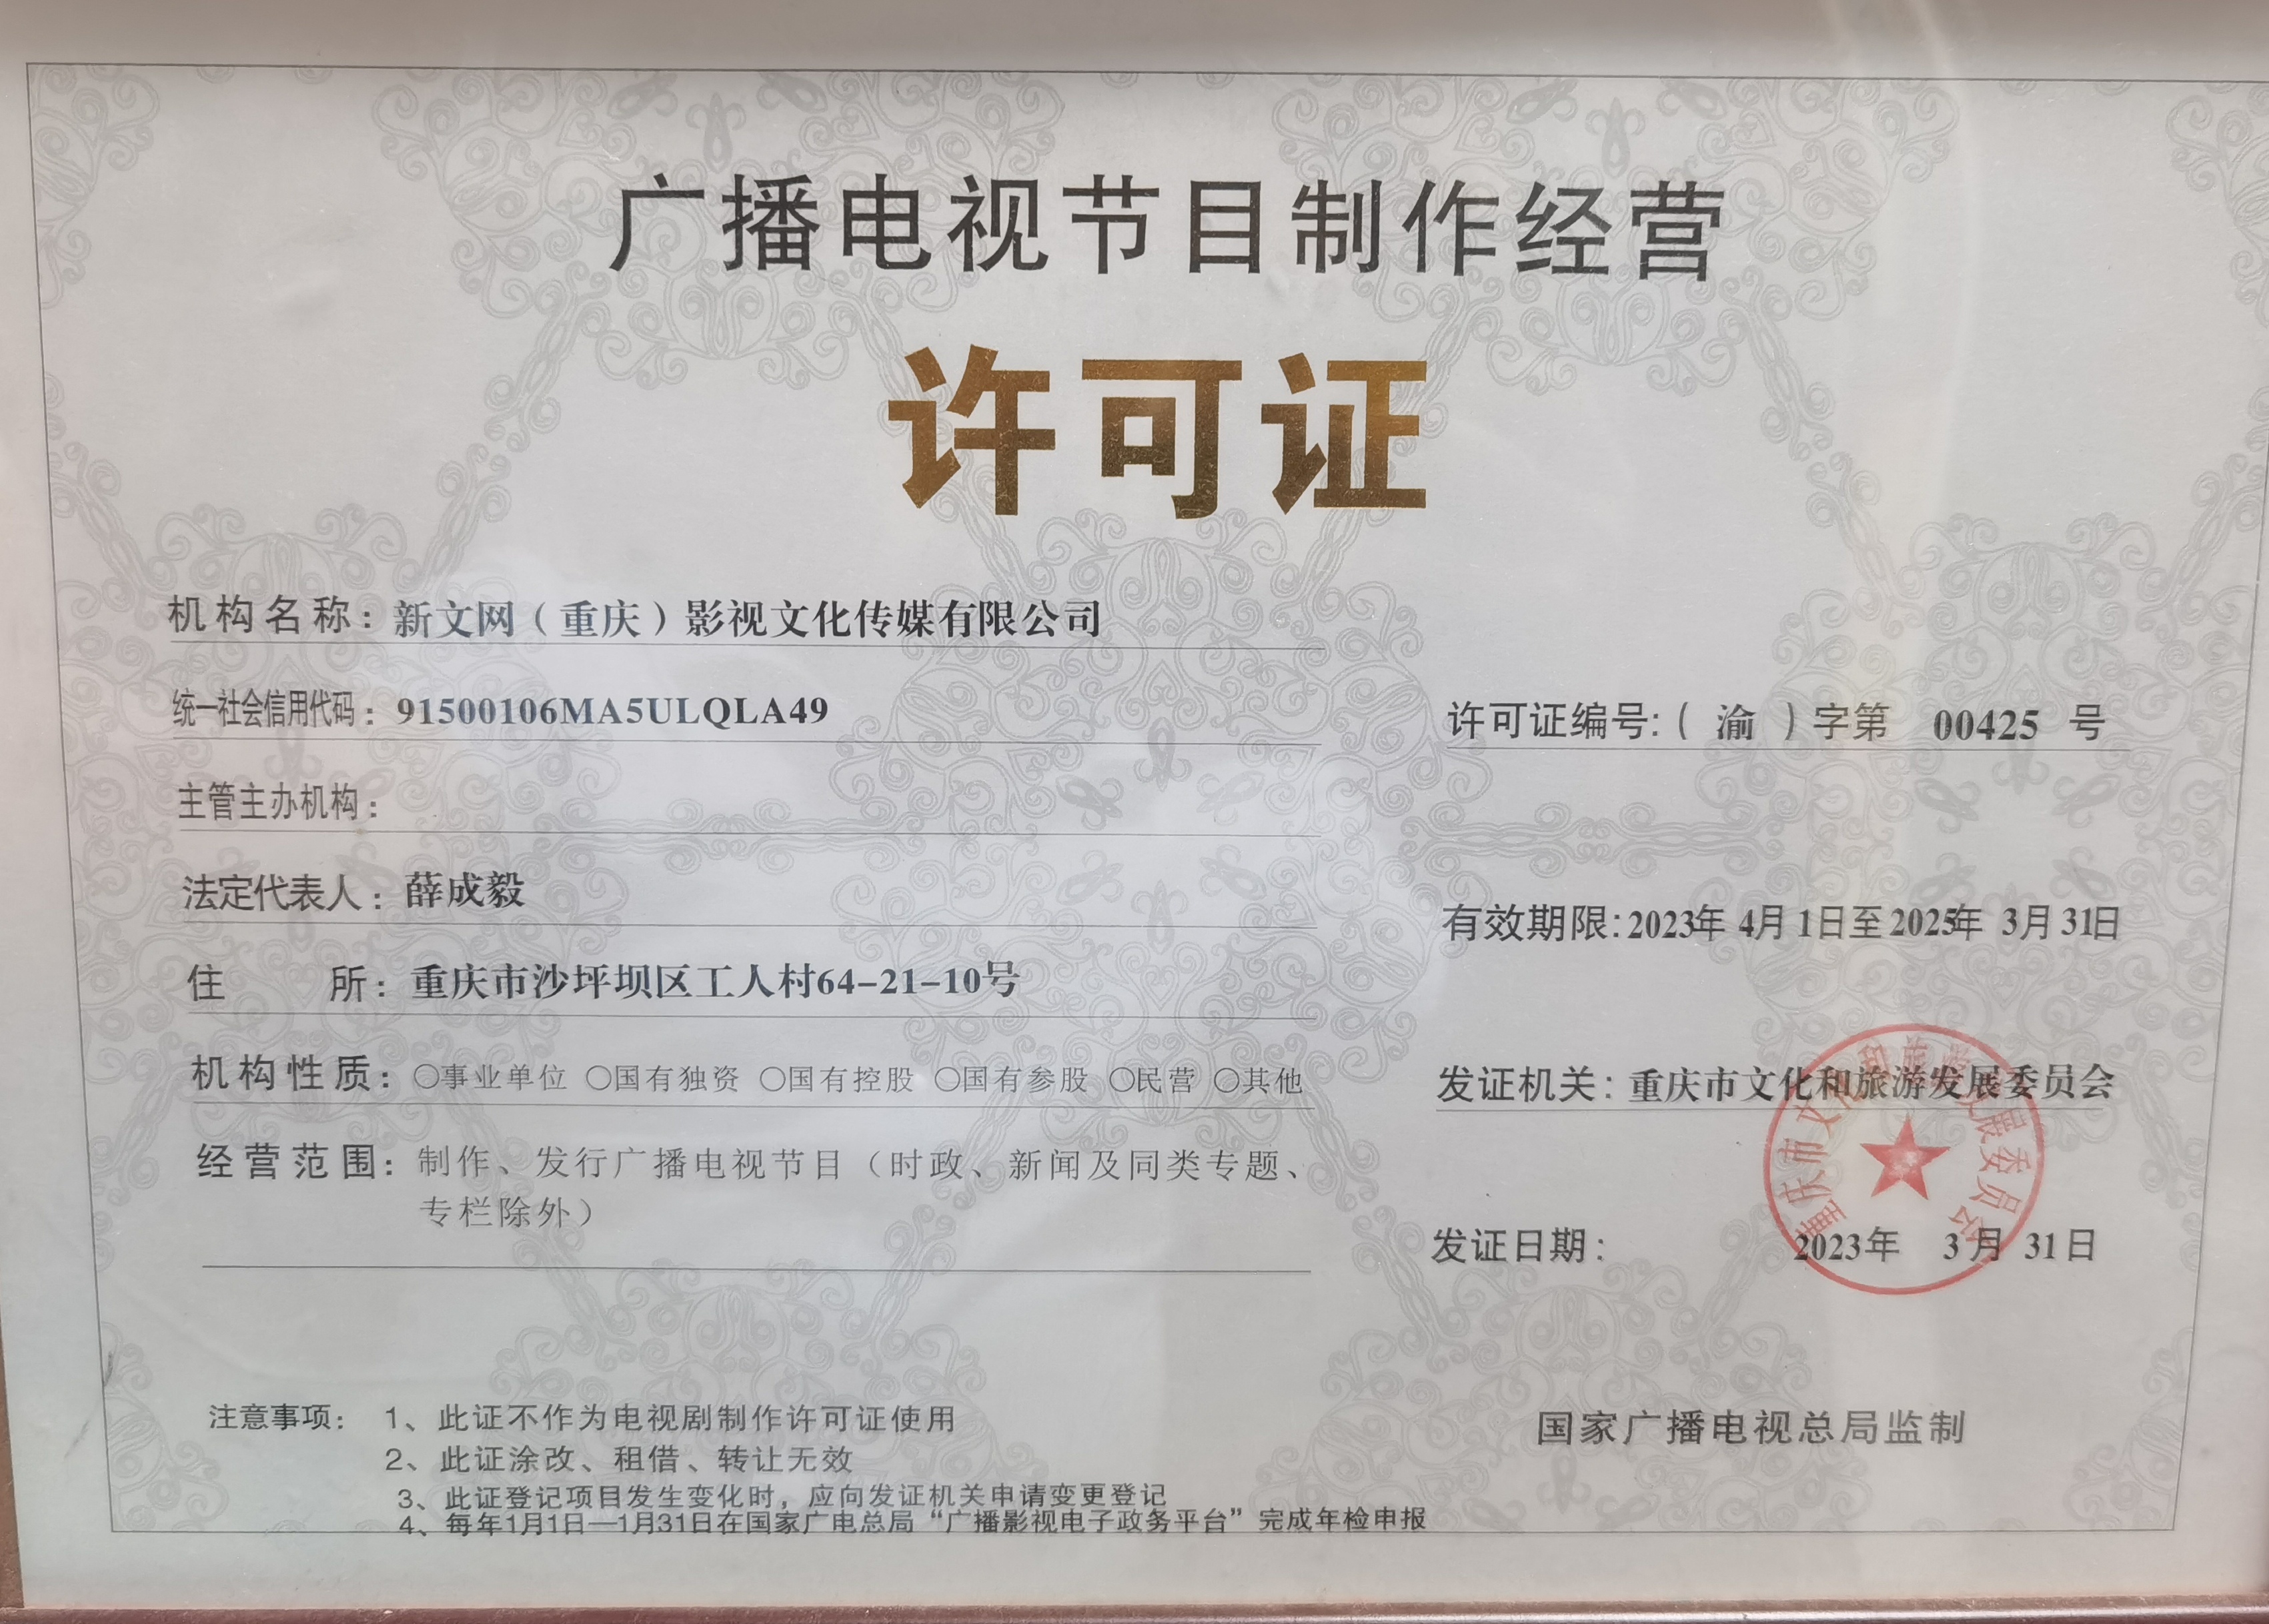 广播电视节目制作经营
许可证
机构名称：新文网（重庆）影视文化传媒有限公司
统一社会信用代码：91500106MA5ULQLA49
许可证编号:（渝）字第 00425 号
主管主办机构：
法定代表人：薛成毅
有效期限:2023年 4月 1日至 2025年 3月 31日
住 所：重庆市沙坪坝区工人村64-21-10号
机构性质：○事业单位 ○国有独资 ○国有控股 ○国有参股 ○民营 ○其他
发证机关：重庆市文化和旅游发展委员会
经营范围：制作、发行广播电视节目（时政、新闻及同类专题、
专栏除外）
重庆市文化和旅游发展委员会
发证日期： 2023年 3月 31日
注意事项： 1、此证不作为电视剧制作许可证使用
2、此证涂改、租借、转让无效
3、此证登记项目发生变化时，应向发证机关申请变更登记
4、每年1月1日—1月31日在国家广电总局“广播影视电子政务平台”完成年检申报
国家广播电视总局监制